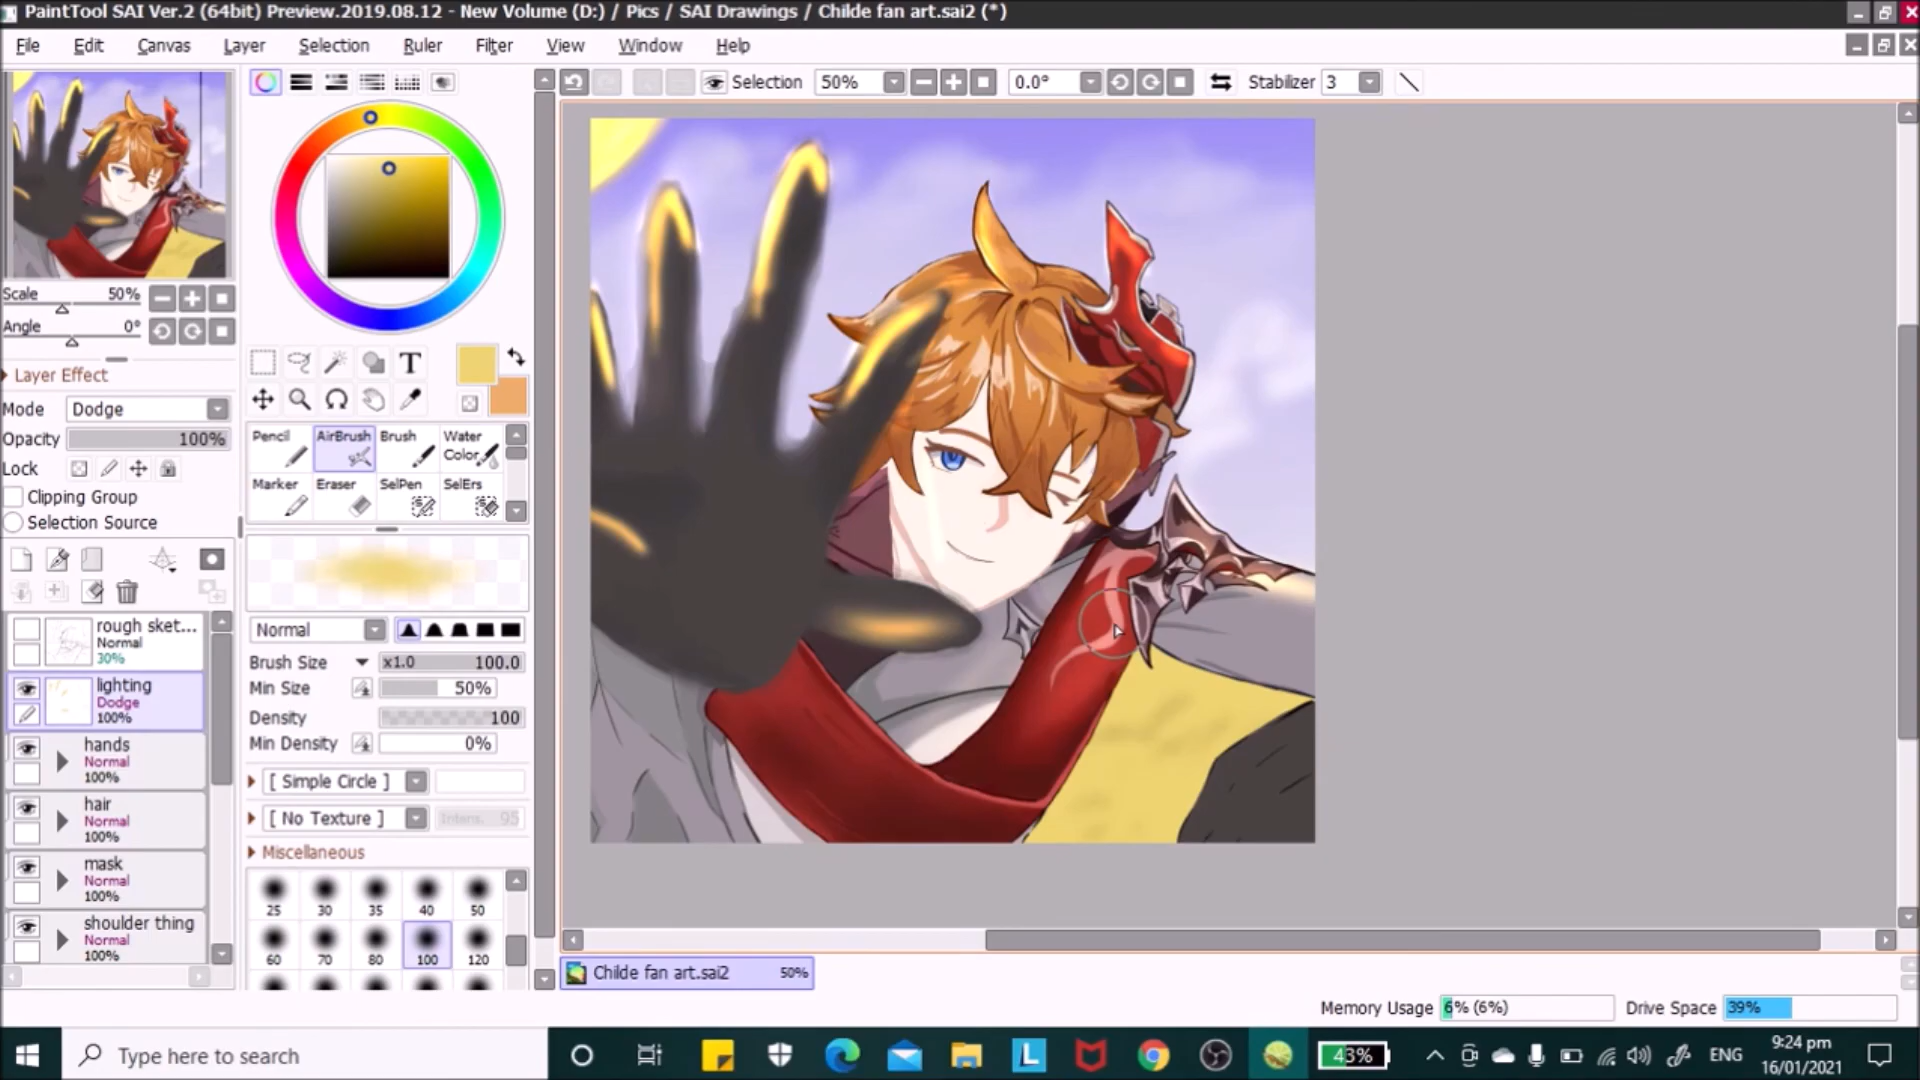 PaintTool SAI Ver.2 (64bit) Preview.2019.08.12 - New Volume (D:) / Pics / SAI Drawings / Childe fan art.sai2 (*)
File Edit Canvas Layer Selection Ruler Filter View Window Help
Selection 50% 0.0° Stabilizer 3
Scale 50%
Angle 0°
Layer Effect
Mode Dodge
Opacity 100%
Lock
Clipping Group
Selection Source
rough sket...
Normal
30%
lighting
Dodge
100%
hands
Normal
100%
hair
Normal
100%
mask
Normal
100%
shoulder thing
Normal
100%
T
Pencil AirBrush Brush Water Color
Marker Eraser SelPen SelErs
Normal
Brush Size x1.0 100.0
Min Size 50%
Density 100
Min Density 0%
[ Simple Circle ]
[ No Texture ] Intens. 95
Miscellaneous
25 30 35 40 50
60 70 80 100 120
Childe fan art.sai2 50%
Memory Usage 6% (6%) Drive Space 39%
Type here to search
L
43%
ENG
9:24 pm
16/01/2021